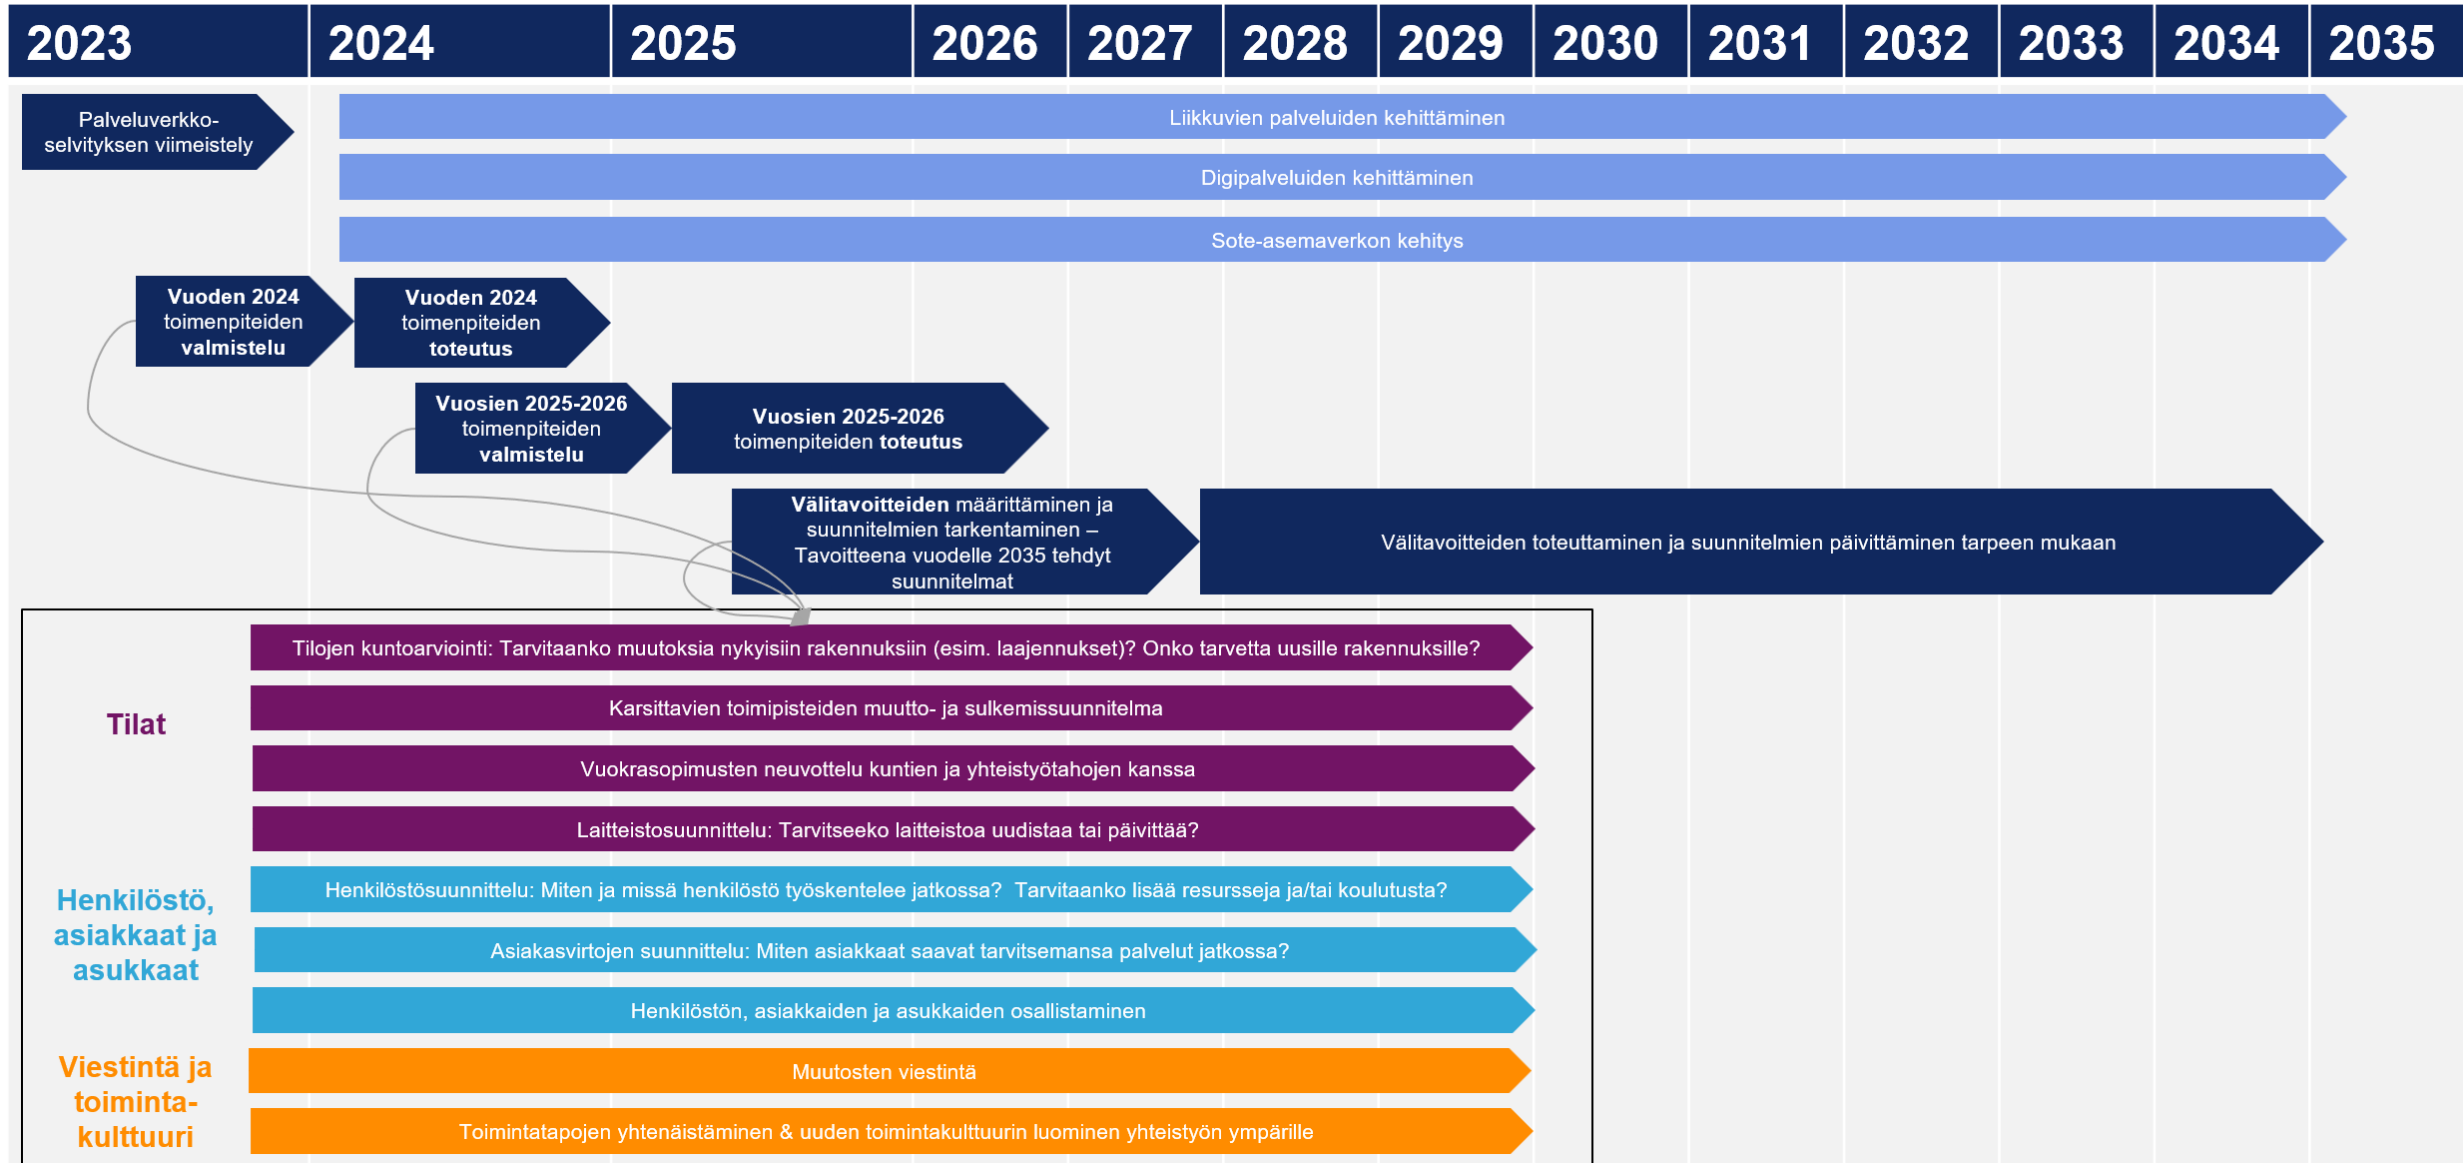 2023 2024 2025 2026 2027 2028 2029 2030 2031 2032 2033 2034 2035
Palveluverkko-
selvityksen viimeistely
Liikkuvien palveluiden kehittäminen
Digipalveluiden kehittäminen
Sote-asemaverkon kehitys
Vuoden 2024
toimenpiteiden
valmistelu
Vuoden 2024
toimenpiteiden
toteutus
Vuosien 2025-2026
toimenpiteiden
valmistelu
Vuosien 2025-2026
toimenpiteiden toteutus
Välitavoitteiden määrittäminen ja
suunnitelmien tarkentaminen –
Tavoitteena vuodelle 2035 tehdyt
suunnitelmat
Välitavoitteiden toteuttaminen ja suunnitelmien päivittäminen tarpeen mukaan
Tilat
Tilojen kuntoarviointi: Tarvitaanko muutoksia nykyisiin rakennuksiin (esim. laajennukset)? Onko tarvetta uusille rakennuksille?
Karsittavien toimipisteiden muutto- ja sulkemissuunnitelma
Vuokrasopimusten neuvottelu kuntien ja yhteistyötahojen kanssa
Laitteistosuunnittelu: Tarvitseeko laitteistoa uudistaa tai päivittää?
Henkilöstö,
asiakkaat ja
asukkaat
Henkilöstösuunnittelu: Miten ja missä henkilöstö työskentelee jatkossa? Tarvitaanko lisää resursseja ja/tai koulutusta?
Asiakasvirtojen suunnittelu: Miten asiakkaat saavat tarvitsemansa palvelut jatkossa?
Henkilöstön, asiakkaiden ja asukkaiden osallistaminen
Viestintä ja
toiminta-
kulttuuri
Muutosten viestintä
Toimintatapojen yhtenäistäminen & uuden toimintakulttuurin luominen yhteistyön ympärille